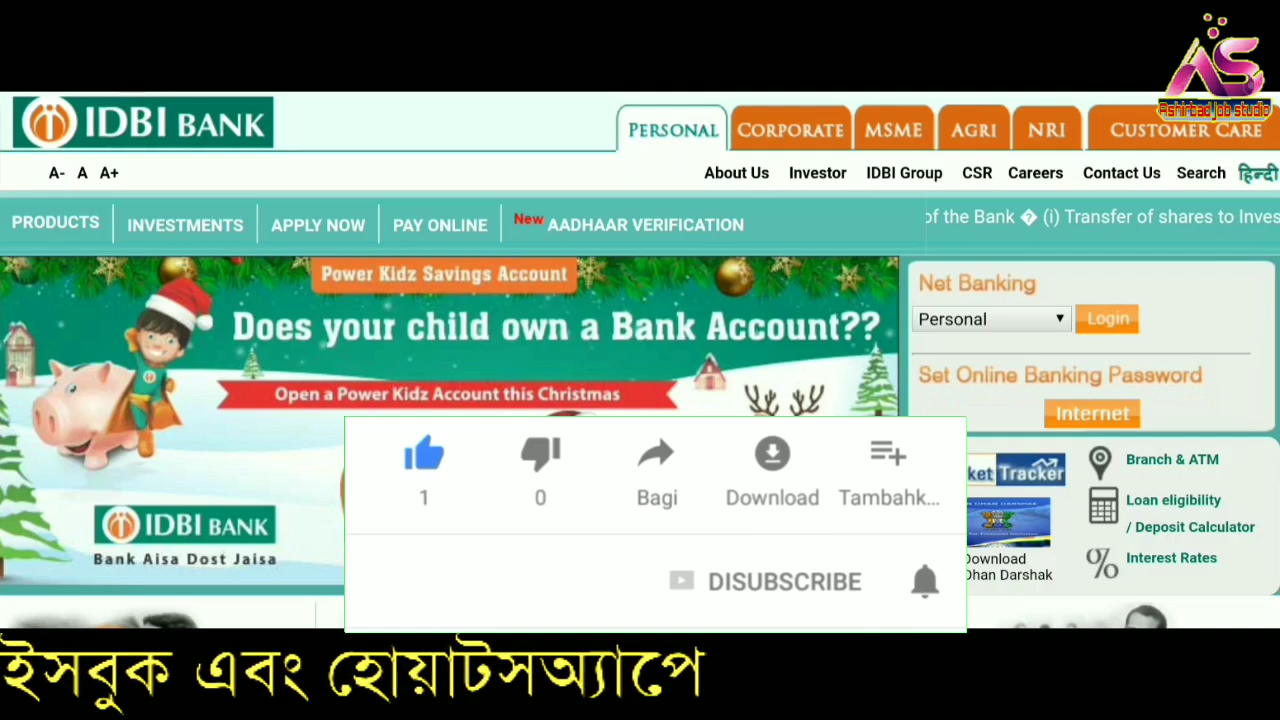 AS
Ashirbad job studio
IDBI BANK
PERSONAL CORPORATE MSME AGRI NRI CUSTOMER CARE
A- A A+ About Us Investor IDBI Group CSR Careers Contact Us Search हिन्दी
PRODUCTS INVESTMENTS APPLY NOW PAY ONLINE New AADHAAR VERIFICATION of the Bank � (i) Transfer of shares to Inves
Power Kidz Savings Account
Does your child own a Bank Account??
Open a Power Kidz Account this Christmas
IDBI BANK
Bank Aisa Dost Jaisa
Net Banking
Personal Login
Set Online Banking Password
Internet
1 0 Bagi Download Tambahk...
DISUBSCRIBE
ket Tracker
Download
Dhan Darshak
Branch & ATM
Loan eligibility
/ Deposit Calculator
% Interest Rates
ইসবুক এবং হোয়াটসঅ্যাপে